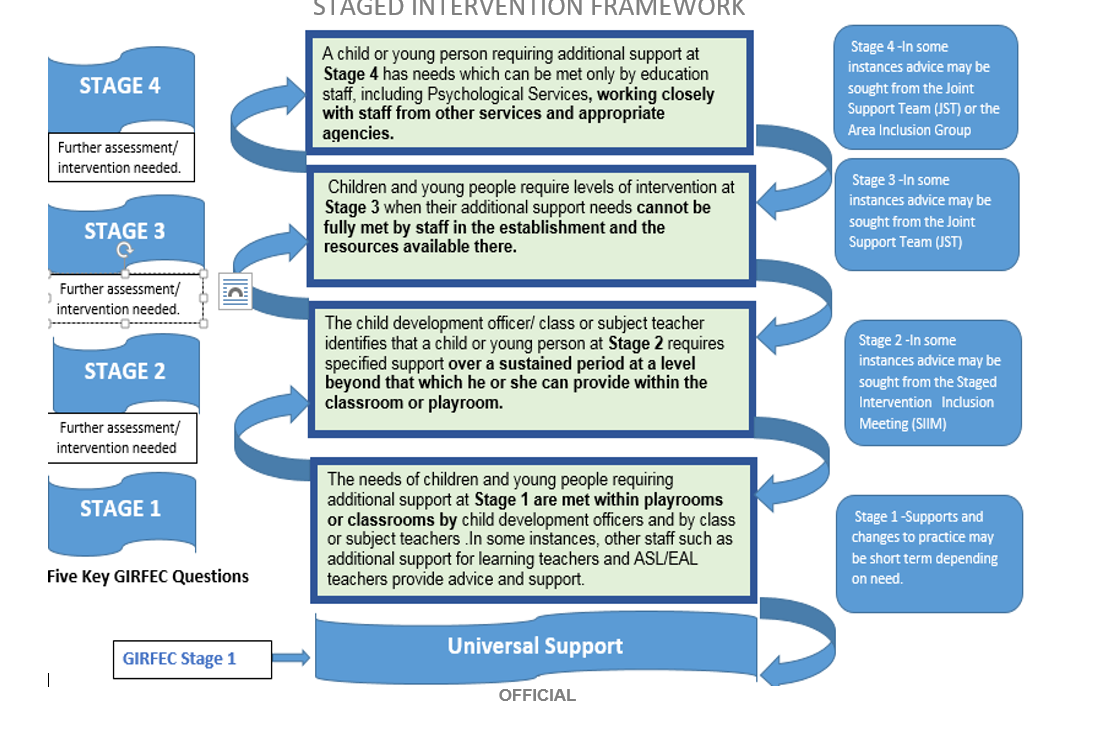 STAGED INTERVENTION FRAMEWORK
STAGE 4
Further assessment/
intervention needed.
A child or young person requiring additional support at
Stage 4 has needs which can be met only by education
staff, including Psychological Services, working closely
with staff from other services and appropriate
agencies.
Stage 4 -In some
instances advice may be
sought from the Joint
Support Team (JST) or the
Area Inclusion Group
STAGE 3
Further assessment/
intervention needed.
Children and young people require levels of intervention at
Stage 3 when their additional support needs cannot be
fully met by staff in the establishment and the
resources available there.
Stage 3 -In some
instances advice may be
sought from the Joint
Support Team (JST)
STAGE 2
Further assessment/
intervention needed
The child development officer/ class or subject teacher
identifies that a child or young person at Stage 2 requires
specified support over a sustained period at a level
beyond that which he or she can provide within the
classroom or playroom.
Stage 2 -In some
instances advice may be
sought from the Staged
Intervention Inclusion
Meeting (SIIM)
STAGE 1
Five Key GIRFEC Questions
The needs of children and young people requiring
additional support at Stage 1 are met within playrooms
or classrooms by child development officers and by class
or subject teachers .In some instances, other staff such as
additional support for learning teachers and ASL/EAL
teachers provide advice and support.
Stage 1 -Supports and
changes to practice may
be short term depending
on need.
GIRFEC Stage 1
Universal Support
OFFICIAL